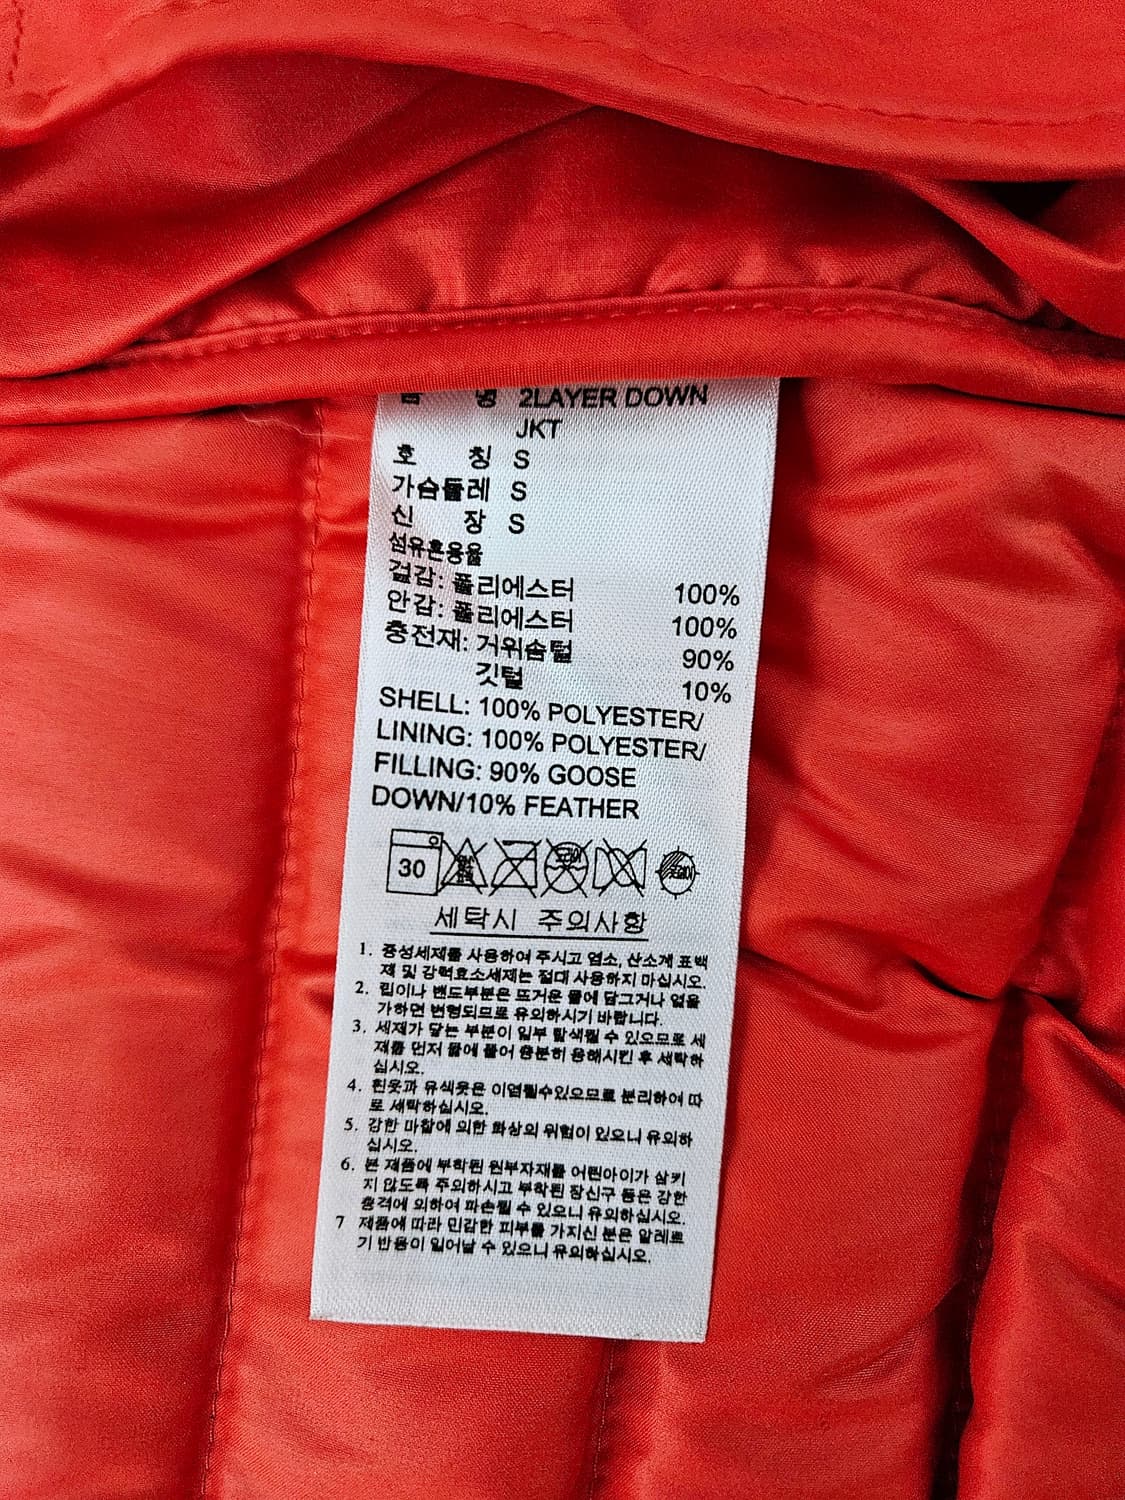 명 2LAYER DOWN
JKT
호 칭 S
가슴둘레 S
신 장 S
섬유혼용율
겉감: 폴리에스터 100%
안감: 폴리에스터 100%
충전재: 거위솜털 90%
깃털 10%
SHELL: 100% POLYESTER/
LINING: 100% POLYESTER/
FILLING: 90% GOOSE
DOWN/10% FEATHER
30
세탁시 주의사항
1. 중성세제를 사용하여 주시고 염소, 산소계 표백
제 및 강력효소세제는 절대 사용하지 마십시오.
2. 립이나 밴드부분은 뜨거운 물에 담그거나 열을
가하면 변형되므로 유의하시기 바랍니다.
3. 세제가 닿는 부분이 일부 탈색될 수 있으므로 세
제를 먼저 물에 풀어 충분히 용해시킨 후 세탁하
십시오.
4. 흰옷과 유색옷은 이염될수있으므로 분리하여 따
로 세탁하십시오.
5. 강한 마찰에 의한 화상의 위험이 있으니 유의하
십시오.
6. 본 제품에 부착된 원부자재를 어린아이가 삼키
지 않도록 주의하시고 부착된 장신구 등은 강한
충격에 의하여 파손될 수 있으니 유의하십시오.
7 제품에 따라 민감한 피부를 가지신 분은 알레르
기 반응이 일어날 수 있으니 유의하십시오.